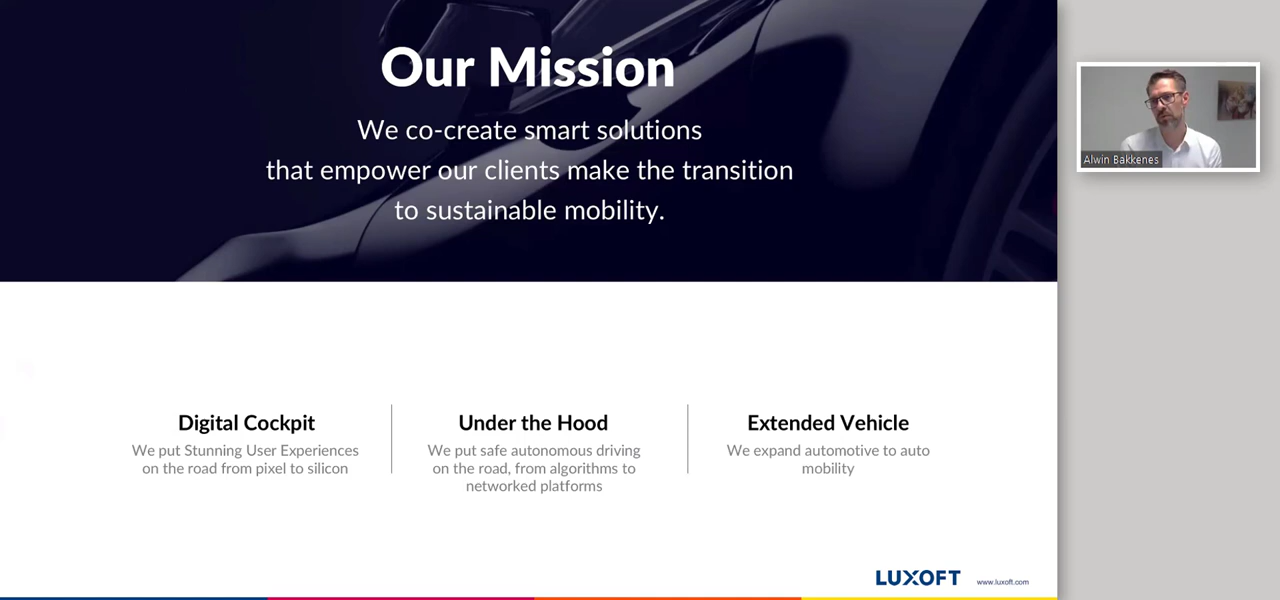 Our Mission
We co-create smart solutions
that empower our clients make the transition
to sustainable mobility.
Digital Cockpit
We put Stunning User Experiences
on the road from pixel to silicon
Under the Hood
We put safe autonomous driving
on the road, from algorithms to
networked platforms
Extended Vehicle
We expand automotive to auto
mobility
LUXOFT
www.luxoft.com
Alwin Bakkenes